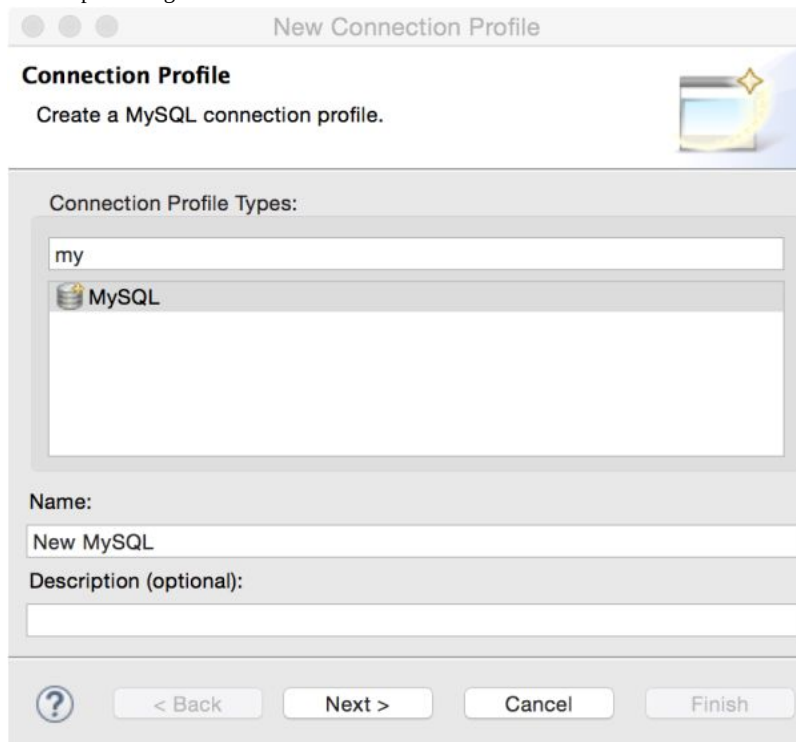 New Connection Profile
Connection Profile
Create a MySQL connection profile.
Connection Profile Types:
my
MySQL
Name:
New MySQL
Description (optional):
? < Back Next > Cancel Finish